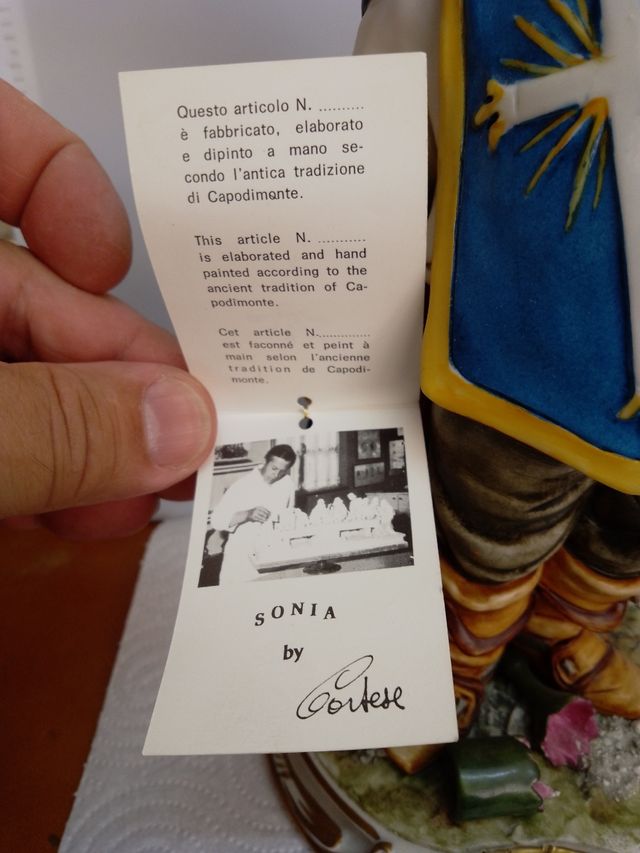 Questo articolo N. ..........
è fabbricato, elaborato
e dipinto a mano se-
condo l'antica tradizione
di Capodimonte.
This article N. ...........
is elaborated and hand
painted according to the
ancient tradition of Ca-
podimonte.
Cet article N..............
est faconné et peint à
main selon l'ancienne
tradition de Capodi-
monte.
SONIA
by
Cortese